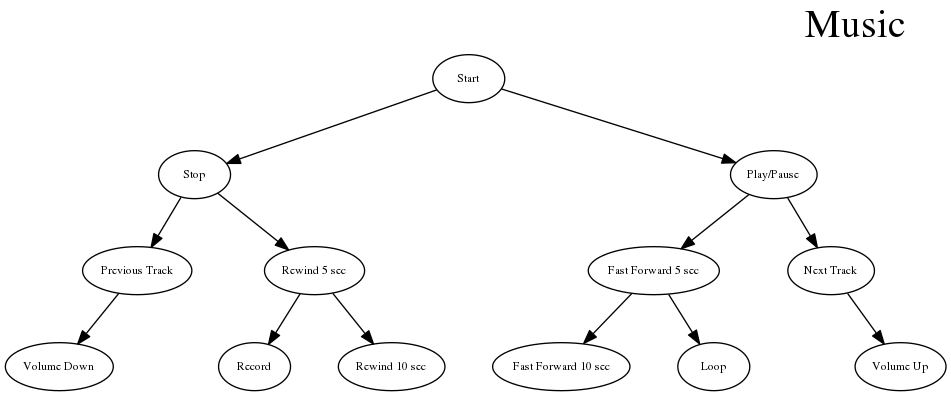 Music
Start
Stop
Play/Pause
Previous Track
Rewind 5 sec
Fast Forward 5 sec
Next Track
Volume Down
Record
Rewind 10 sec
Fast Forward 10 sec
Loop
Volume Up